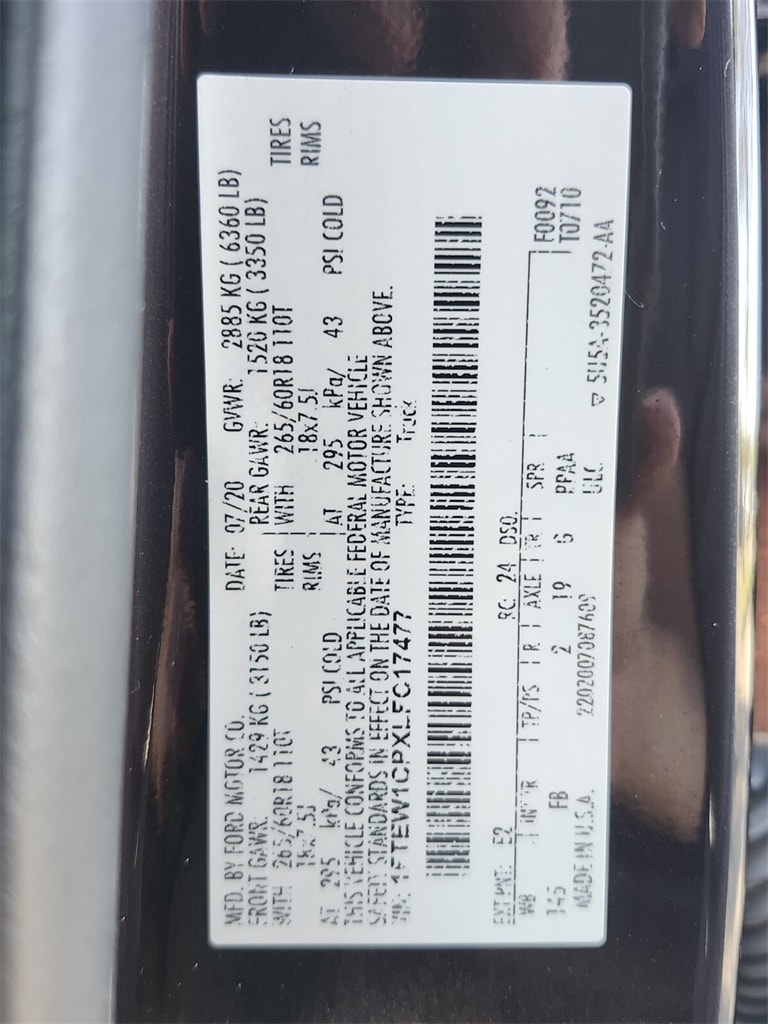 MFD. BY FORD MOTOR CO. DATE: 07/20 GVWR: 2885 KG ( 6360 LB)
FRONT GAWR: 1429 KG ( 3150 LB) REAR GAWR: 1520 KG ( 3350 LB)
WITH 265/60R18 110T TIRES WITH 265/60R18 110T TIRES
18x7.5J RIMS 18x7.5J RIMS
AT 295 kPa/ 43 PSI COLD AT 295 kPa/ 43 PSI COLD
THIS VEHICLE CONFORMS TO ALL APPLICABLE FEDERAL MOTOR VEHICLE
SAFETY STANDARDS IN EFFECT ON THE DATE OF MANUFACTURE SHOWN ABOVE.
VIN: 1FTEW1CPXLFC17477 TYPE: Truck
EXT PNT: E2 RC: 24 DSO: F0092
WB INT TR TP/PS R AXLE TR SPR T0710
145 FB 2 19 6 PPAA
MADE IN U.S.A. 2202007087609 ULC
▽ 5U5A-3520472-AA